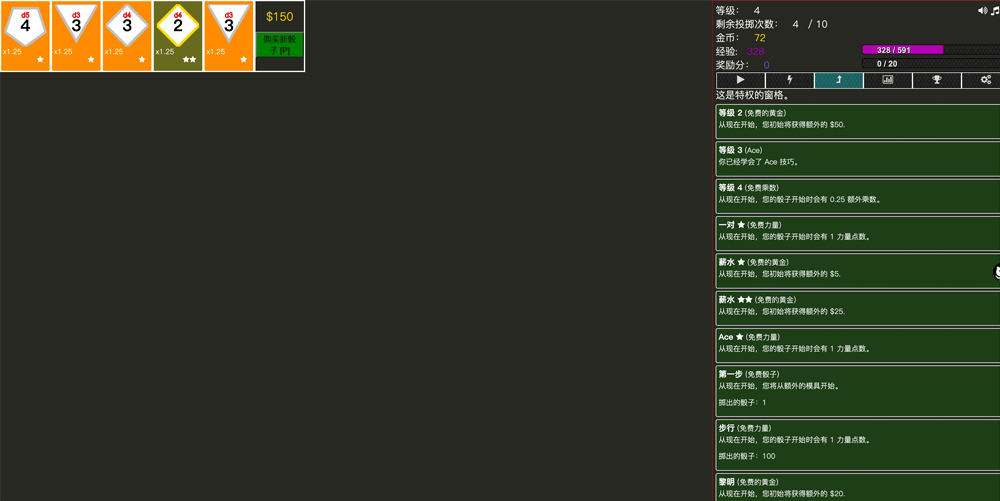 d5
4
x1.25
d3
3
x1.25
d4
3
x1.25
d4
2
x1.25
d3
3
x1.25
$150
购买新骰
子 [P]
等级： 4
剩余投掷次数： 4 / 10
金币： 72
经验: 328
328 / 591
奖励分： 0
0 / 20
这是特权的窗格。
等级 2 (免费的黄金)
从现在开始，您初始将获得额外的 $50.
等级 3 (Ace)
你已经学会了 Ace 技巧。
等级 4 (免费乘数)
从现在开始，您的骰子开始时会有 0.25 额外乘数。
一对 ★ (免费力量)
从现在开始，您的骰子开始时会有 1 力量点数。
薪水 ★ (免费的黄金)
从现在开始，您初始将获得额外的 $5.
薪水 ★★ (免费的黄金)
从现在开始，您初始将获得额外的 $25.
Ace ★ (免费力量)
从现在开始，您的骰子开始时会有 1 力量点数。
第一步 (免费骰子)
从现在开始，您将从额外的模具开始。
掷出的骰子：1
步行 (免费力量)
从现在开始，您的骰子开始时会有 1 力量点数。
掷出的骰子：100
黎明 (免费的黄金)
从现在开始，您初始将获得额外的 $20.